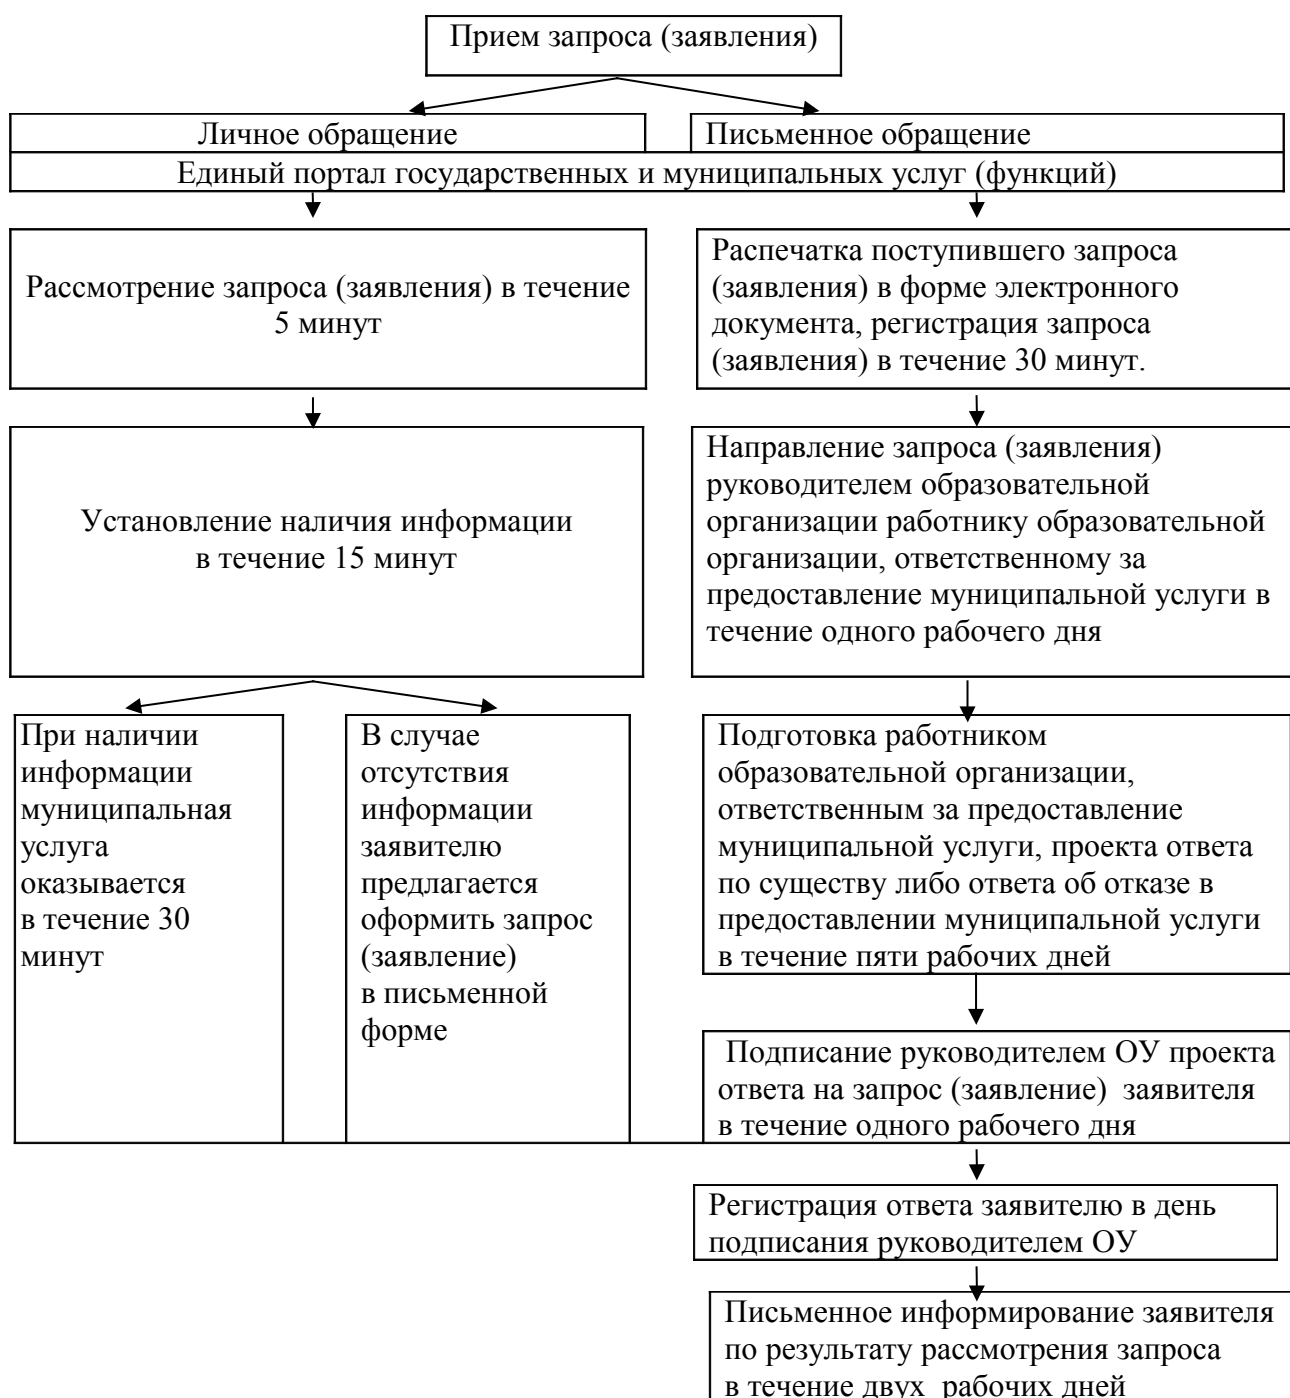 Прием запроса (заявления)
Личное обращение
Письменное обращение
Единый портал государственных и муниципальных услуг (функций)
Рассмотрение запроса (заявления) в течение
5 минут
Распечатка поступившего запроса
(заявления) в форме электронного
документа, регистрация запроса
(заявления) в течение 30 минут.
Установление наличия информации
в течение 15 минут
Направление запроса (заявления)
руководителем образовательной
организации работнику образовательной
организации, ответственному за
предоставление муниципальной услуги в
течение одного рабочего дня
При наличии
информации
муниципальная
услуга
оказывается
в течение 30
минут
В случае
отсутствия
информации
заявителю
предлагается
оформить запрос
(заявление)
в письменной
форме
Подготовка работником
образовательной организации,
ответственным за предоставление
муниципальной услуги, проекта ответа
по существу либо ответа об отказе в
предоставлении муниципальной услуги
в течение пяти рабочих дней
Подписание руководителем ОУ проекта
ответа на запрос (заявление) заявителя
в течение одного рабочего дня
Регистрация ответа заявителю в день
подписания руководителем ОУ
Письменное информирование заявителя
по результату рассмотрения запроса
в течение двух рабочих дней